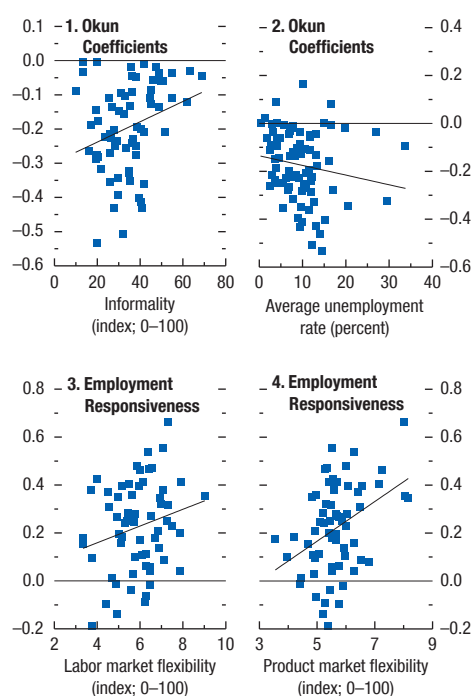 1. Okun
Coefficients
0.1
0.0
–0.1
–0.2
–0.3
–0.4
–0.5
–0.6
0 20 40 60 80
Informality
(index; 0–100)
2. Okun
Coefficients
0.4
0.2
0.0
–0.2
–0.4
–0.6
0 10 20 30 40
Average unemployment
rate (percent)
3. Employment
Responsiveness
0.8
0.6
0.4
0.2
0.0
–0.2
2 4 6 8 10
Labor market flexibility
(index; 0–100)
4. Employment
Responsiveness
0.8
0.6
0.4
0.2
0.0
–0.2
3 5 7 9
Product market flexibility
(index; 0–100)